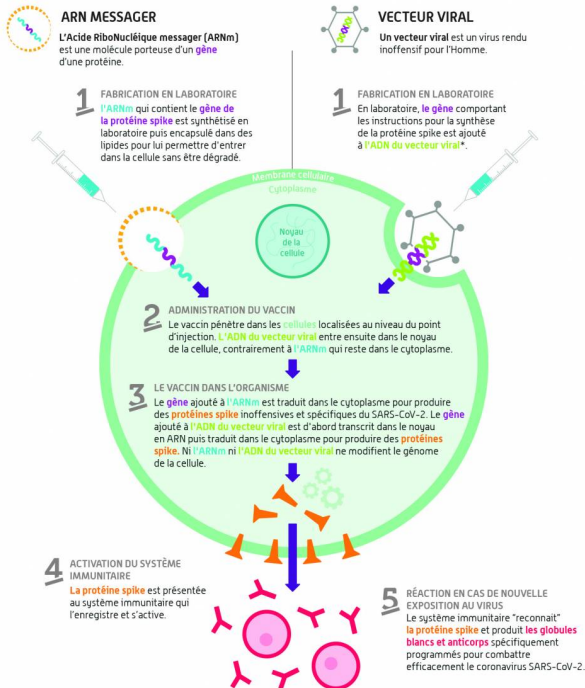 ARN MESSAGER
L'Acide RiboNucléique messager (ARNm)
est une molécule porteuse d'un gène
d'une protéine.
VECTEUR VIRAL
Un vecteur viral est un virus rendu
inoffensif pour l'Homme.
1 FABRICATION EN LABORATOIRE
l'ARNm qui contient le gène de
la protéine spike est synthétisé en
laboratoire puis encapsulé dans des
lipides pour lui permettre d'entrer
dans la cellule sans être dégradé.
1 FABRICATION EN LABORATOIRE
En laboratoire, le gène comportant
les instructions pour la synthèse
de la protéine spike est ajouté
à l'ADN du vecteur viral*.
Membrane cellulaire
Cytoplasme
Noyau
de la
cellule
2 ADMINISTRATION DU VACCIN
Le vaccin pénètre dans les cellules localisées au niveau du point
d'injection. L'ADN du vecteur viral entre ensuite dans le noyau
de la cellule, contrairement à l'ARNm qui reste dans le cytoplasme.
3 LE VACCIN DANS L'ORGANISME
Le gène ajouté à l'ARNm est traduit dans le cytoplasme pour produire
des protéines spike inoffensives et spécifiques du SARS-CoV-2. Le gène
ajouté à l'ADN du vecteur viral est d'abord transcrit dans le noyau
en ARN puis traduit dans le cytoplasme pour produire des protéines
spike. Ni l'ARNm ni l'ADN du vecteur viral ne modifient le génome
de la cellule.
4 ACTIVATION DU SYSTÈME
IMMUNITAIRE
La protéine spike est présentée
au système immunitaire qui
l'enregistre et s'active.
5 RÉACTION EN CAS DE NOUVELLE
EXPOSITION AU VIRUS
Le système immunitaire "reconnait"
la protéine spike et produit les globules
blancs et anticorps spécifiquement
programmés pour combattre
efficacement le coronavirus SARS-CoV-2.